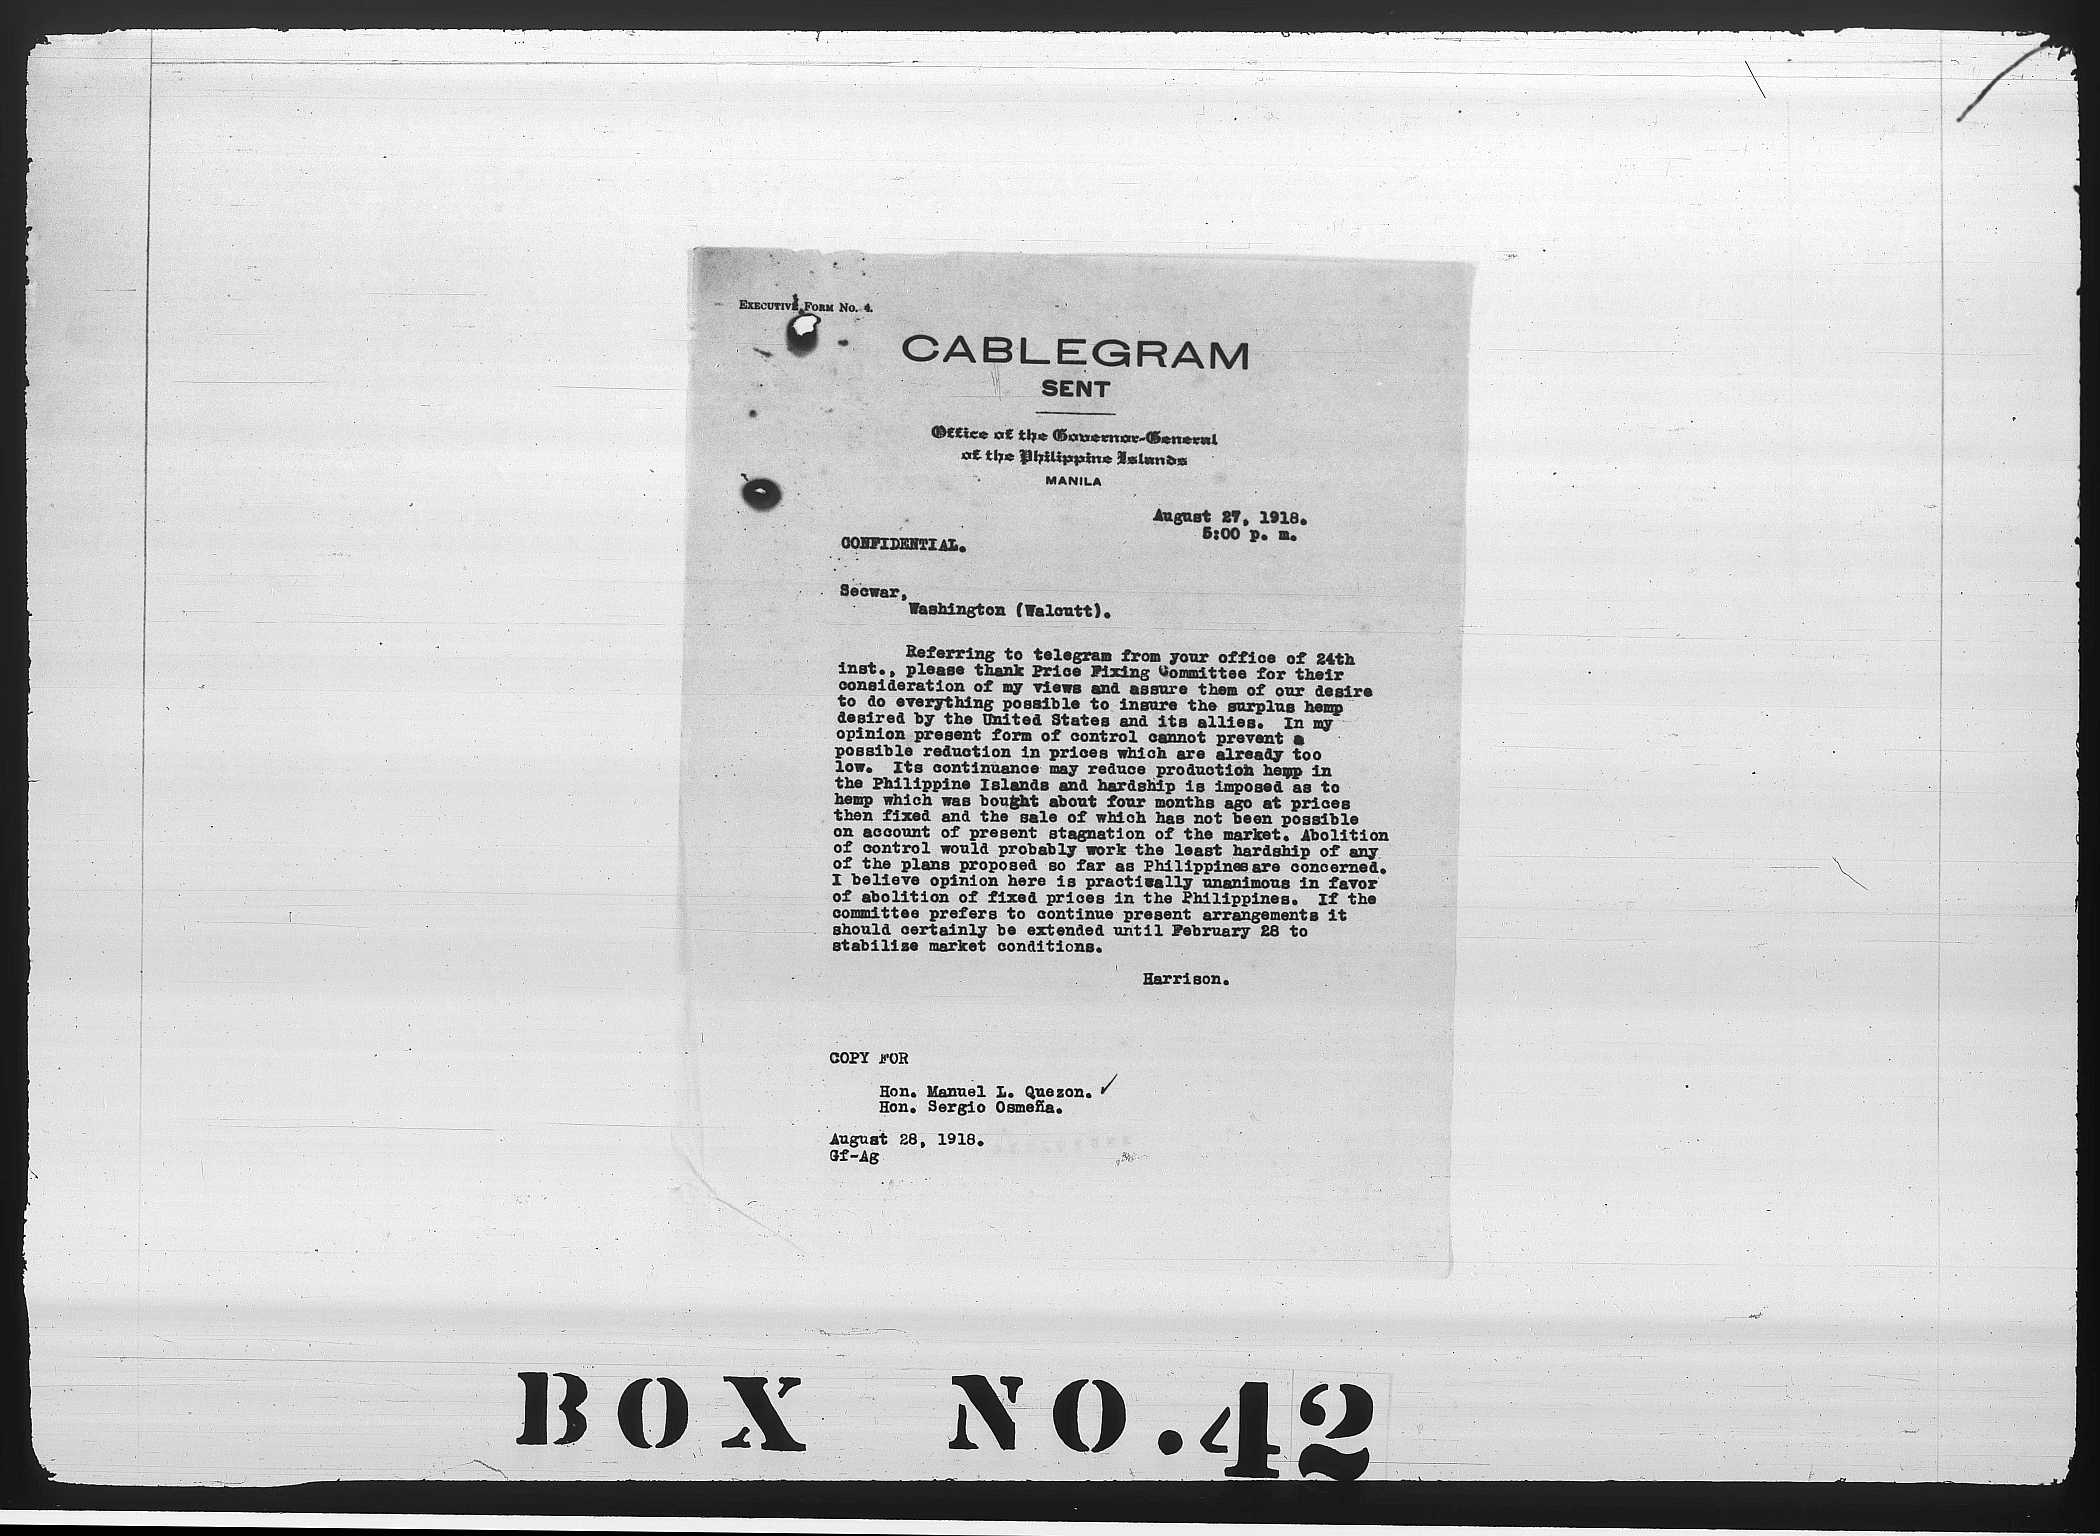 EXECUTIVE FORM NO. 4.
CABLEGRAM
SENT
Office of the Governor-General
of the Philippine Islands
MANILA
August 27, 1918.
5:00 p. m.
CONFIDENTIAL.
Secwar,
Washington (Walcutt).
Referring to telegram from your office of 24th
inst., please thank Price Fixing Committee for their
consideration of my views and assure them of our desire
to do everything possible to insure the surplus hemp
desired by the United States and its allies. In my
opinion present form of control cannot prevent a
possible reduction in prices which are already too
low. Its continuance may reduce production hemp in
the Philippine Islands and hardship is imposed as to
hemp which was bought about four months ago at prices
then fixed and the sale of which has not been possible
on account of present stagnation of the market. Abolition
of control would probably work the least hardship of any
of the plans proposed so far as Philippines are concerned.
I believe opinion here is practically unanimous in favor
of abolition of fixed prices in the Philippines. If the
committee prefers to continue present arrangements it
should certainly be extended until February 28 to
stabilize market conditions.
Harrison.
COPY FOR
Hon. Manuel L. Quezon. ✓
Hon. Sergio Osmeña.
August 28, 1918.
Gf-Ag
BOX NO. 42